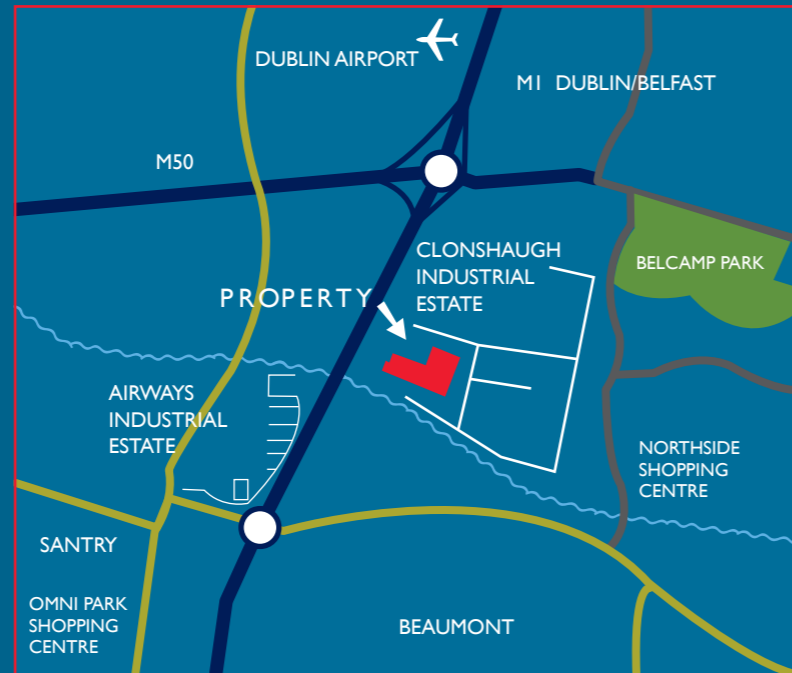 DUBLIN AIRPORT
M1 DUBLIN/BELFAST
M50
CLONSHAUGH
INDUSTRIAL
ESTATE
BELCAMP PARK
PROPERTY
AIRWAYS
INDUSTRIAL
ESTATE
NORTHSIDE
SHOPPING
CENTRE
SANTRY
OMNI PARK
SHOPPING
CENTRE
BEAUMONT